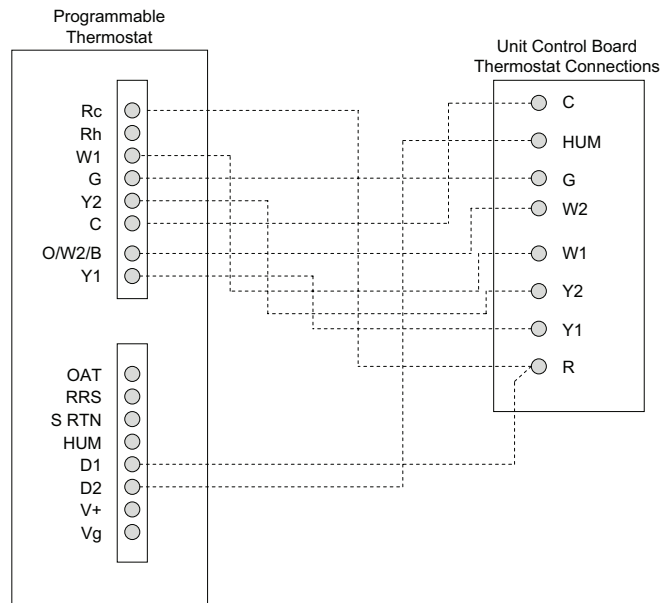 Programmable
Thermostat
Rc
Rh
W1
G
Y2
C
O/W2/B
Y1
OAT
RRS
S RTN
HUM
D1
D2
V+
Vg
Unit Control Board
Thermostat Connections
C
HUM
G
W2
W1
Y2
Y1
R